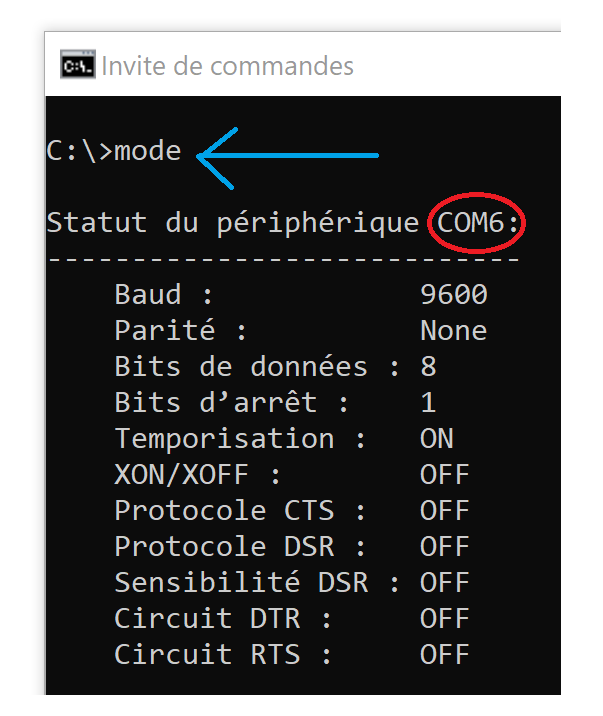 Invite de commandes
C:\>mode
Statut du périphérique COM6:
----------------------------
Baud : 9600
Parité : None
Bits de données : 8
Bits d’arrêt : 1
Temporisation : ON
XON/XOFF : OFF
Protocole CTS : OFF
Protocole DSR : OFF
Sensibilité DSR : OFF
Circuit DTR : OFF
Circuit RTS : OFF